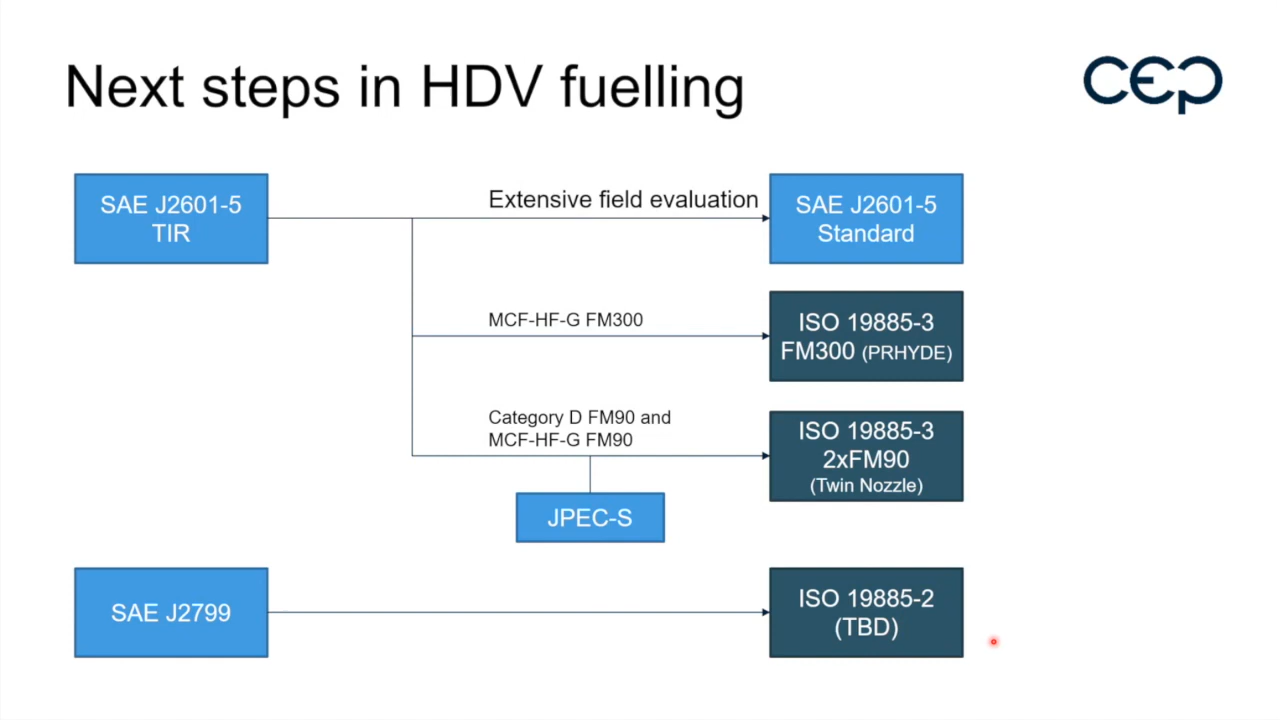 Next steps in HDV fuelling
CEP
SAE J2601-5
TIR
Extensive field evaluation
SAE J2601-5
Standard
MCF-HF-G FM300
ISO 19885-3
FM300 (PRHYDE)
Category D FM90 and
MCF-HF-G FM90
ISO 19885-3
2xFM90
(Twin Nozzle)
JPEC-S
SAE J2799
ISO 19885-2
(TBD)